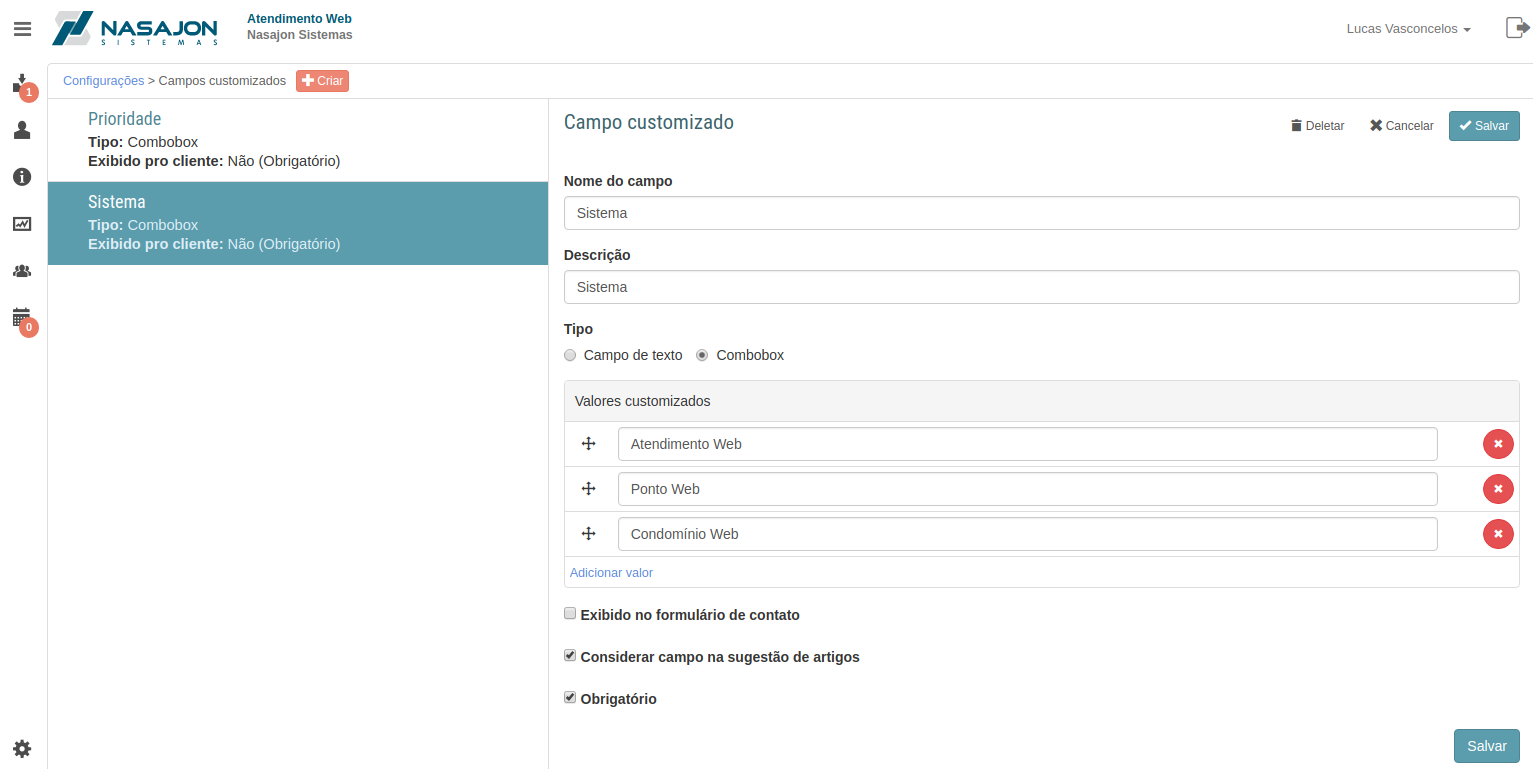 NASAJON
SISTEMAS
Atendimento Web
Nasajon Sistemas
Lucas Vasconcelos
1
0
Configurações > Campos customizados
Criar
Prioridade
Tipo: Combobox
Exibido pro cliente: Não (Obrigatório)
Sistema
Tipo: Combobox
Exibido pro cliente: Não (Obrigatório)
Campo customizado
Deletar
Cancelar
Salvar
Nome do campo
Sistema
Descrição
Sistema
Tipo
Campo de texto
Combobox
Valores customizados
Atendimento Web
Ponto Web
Condomínio Web
Adicionar valor
Exibido no formulário de contato
Considerar campo na sugestão de artigos
Obrigatório
Salvar